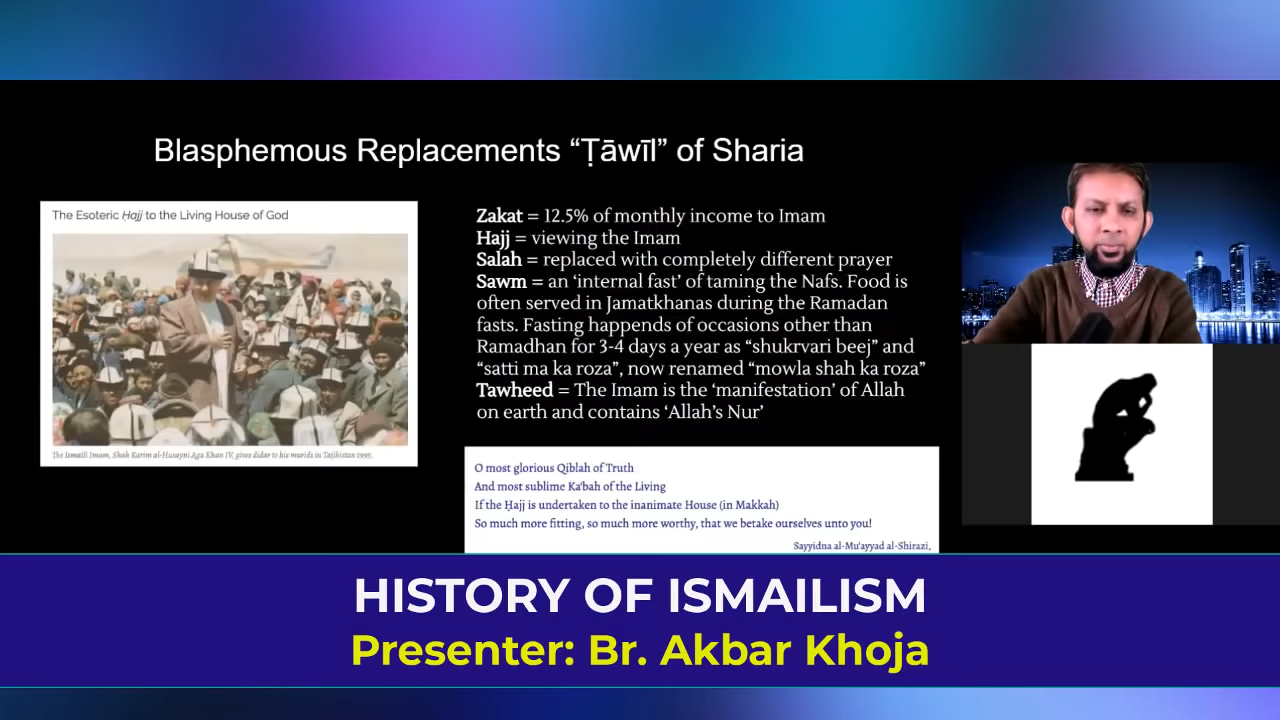 Blasphemous Replacements “Ṭāwīl” of Sharia
The Esoteric Ḥajj to the Living House of God
The Ismaili Imam, Shah Karim al-Husayni Aga Khan IV, gives didar to his murids in Tajikistan 1995.
Zakat = 12.5% of monthly income to Imam
Hajj = viewing the Imam
Salah = replaced with completely different prayer
Sawm = an ‘internal fast’ of taming the Nafs. Food is
often served in Jamatkhanas during the Ramadan
fasts. Fasting happends of occasions other than
Ramadhan for 3-4 days a year as “shukrvari beej” and
“satti ma ka roza”, now renamed “mowla shah ka roza”
Tawheed = The Imam is the ‘manifestation’ of Allah
on earth and contains ‘Allah’s Nur’
O most glorious Qiblah of Truth
And most sublime Ka'bah of the Living
If the Ḥajj is undertaken to the inanimate House (in Makkah)
So much more fitting, so much more worthy, that we betake ourselves unto you!
Sayyidna al-Mu'ayyad al-Shirazi,
HISTORY OF ISMAILISM
Presenter: Br. Akbar Khoja